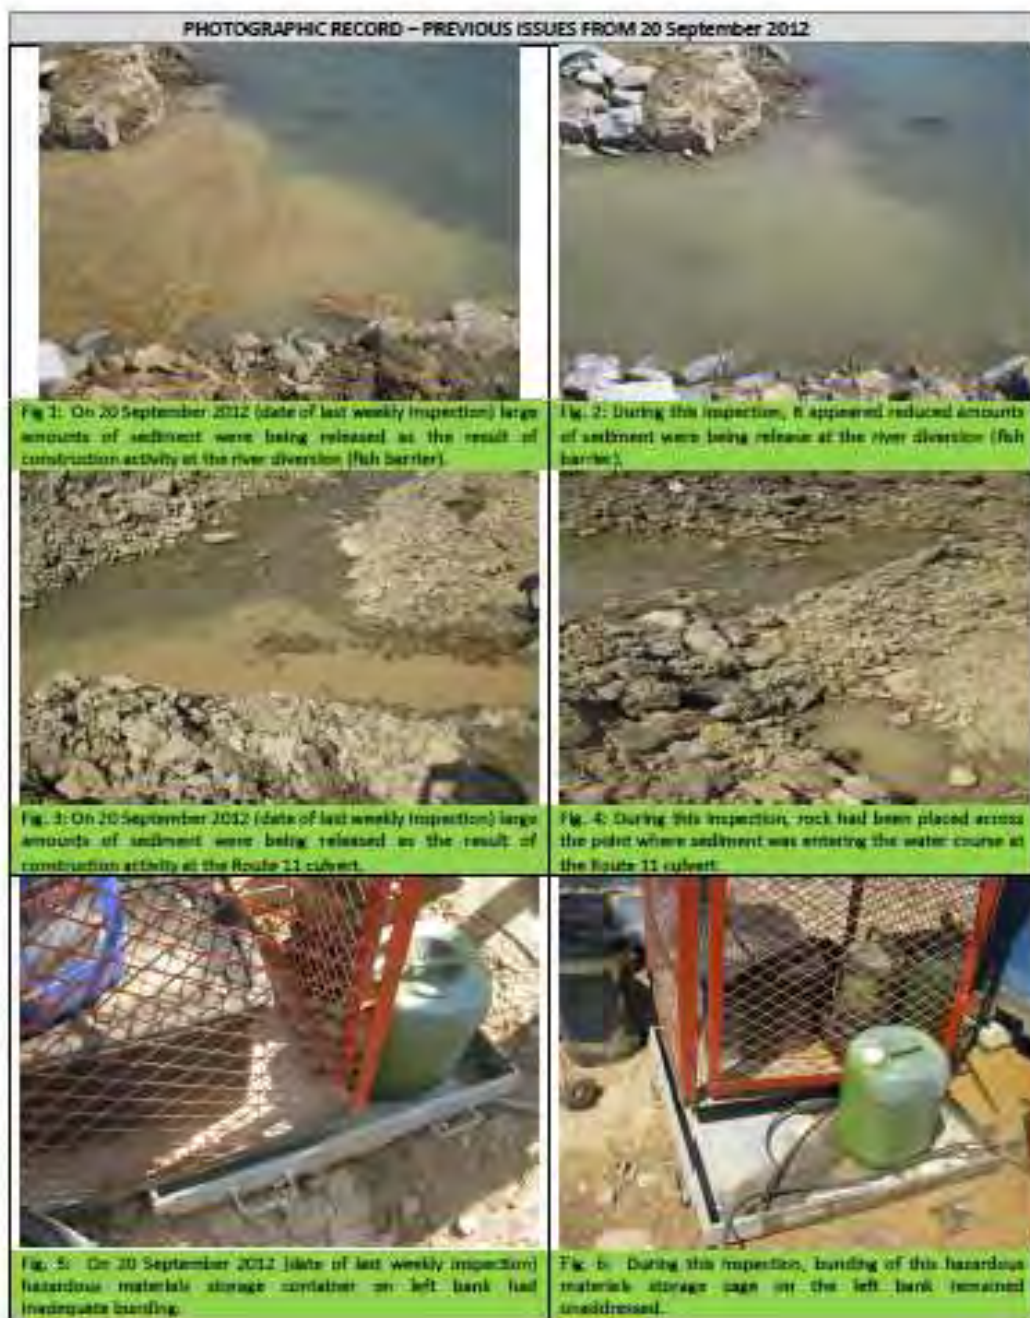 PHOTOGRAPHIC RECORD – PREVIOUS ISSUES FROM 20 September 2012
Fig 1: On 20 September 2012 (date of last weekly inspection) large
amounts of sediment were being released as the result of
construction activity at the river diversion (fish barrier).
Fig. 2: During this inspection, it appeared reduced amounts
of sediment were being release at the river diversion (fish
barrier).
Fig. 3: On 20 September 2012 (date of last weekly inspection) large
amounts of sediment were being released as the result of
construction activity at the Route 11 culvert.
Fig. 4: During this inspection, rock had been placed across
the point where sediment was entering the water course at
the Route 11 culvert.
Fig. 5: On 20 September 2012 (date of last weekly inspection)
hazardous materials storage container on left bank had
inadequate bunding.
Fig. 6: During this inspection, bunding of this hazardous
materials storage cage on the left bank remained
unaddressed.